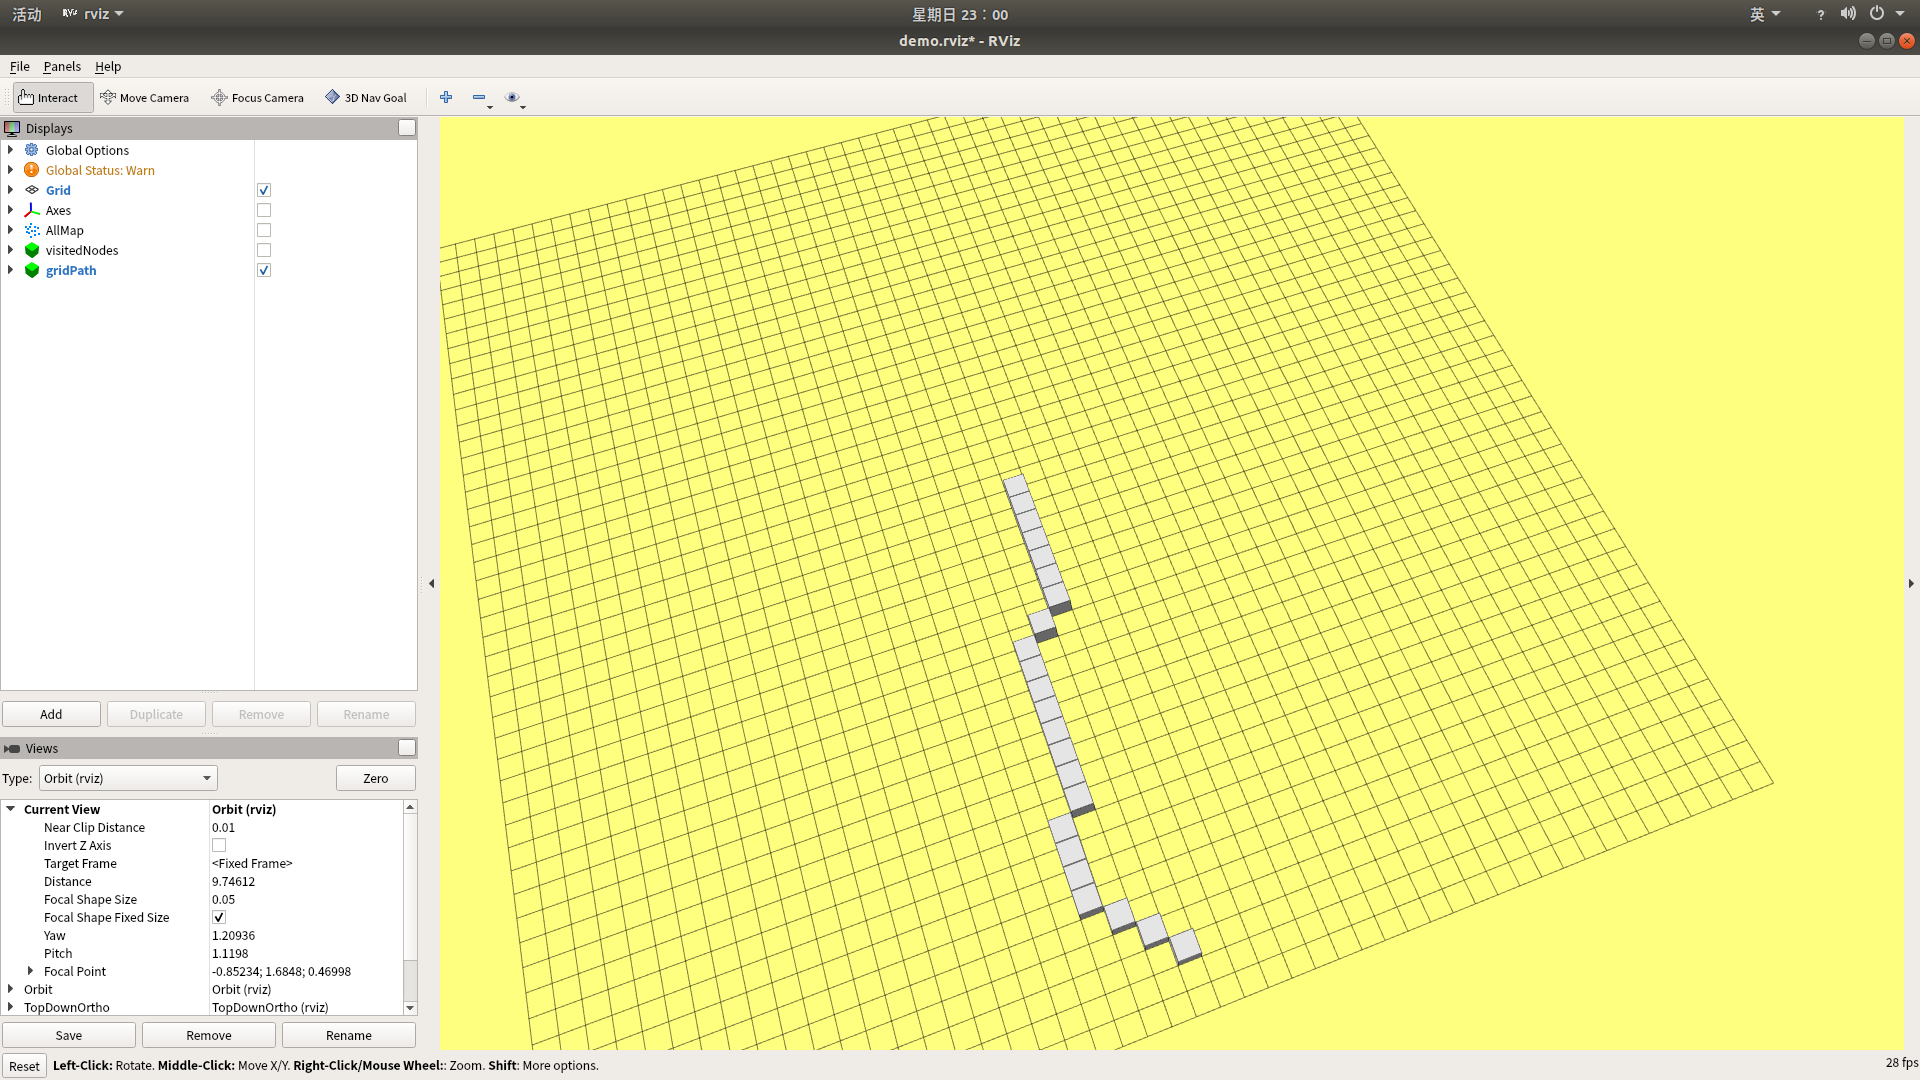 活动 RViz rviz 星期日 23：00 英 ?
demo.rviz* - RViz
File Panels Help
Interact Move Camera Focus Camera 3D Nav Goal
Displays
Global Options
Global Status: Warn
Grid
Axes
AllMap
visitedNodes
gridPath
Add Duplicate Remove Rename
Views
Type: Orbit (rviz) Zero
Current View Orbit (rviz)
Near Clip Distance 0.01
Invert Z Axis
Target Frame <Fixed Frame>
Distance 9.74612
Focal Shape Size 0.05
Focal Shape Fixed Size
Yaw 1.20936
Pitch 1.1198
Focal Point -0.85234; 1.6848; 0.46998
Orbit Orbit (rviz)
TopDownOrtho TopDownOrtho (rviz)
Save Remove Rename
Reset Left-Click: Rotate. Middle-Click: Move X/Y. Right-Click/Mouse Wheel:: Zoom. Shift: More options. 28 fps